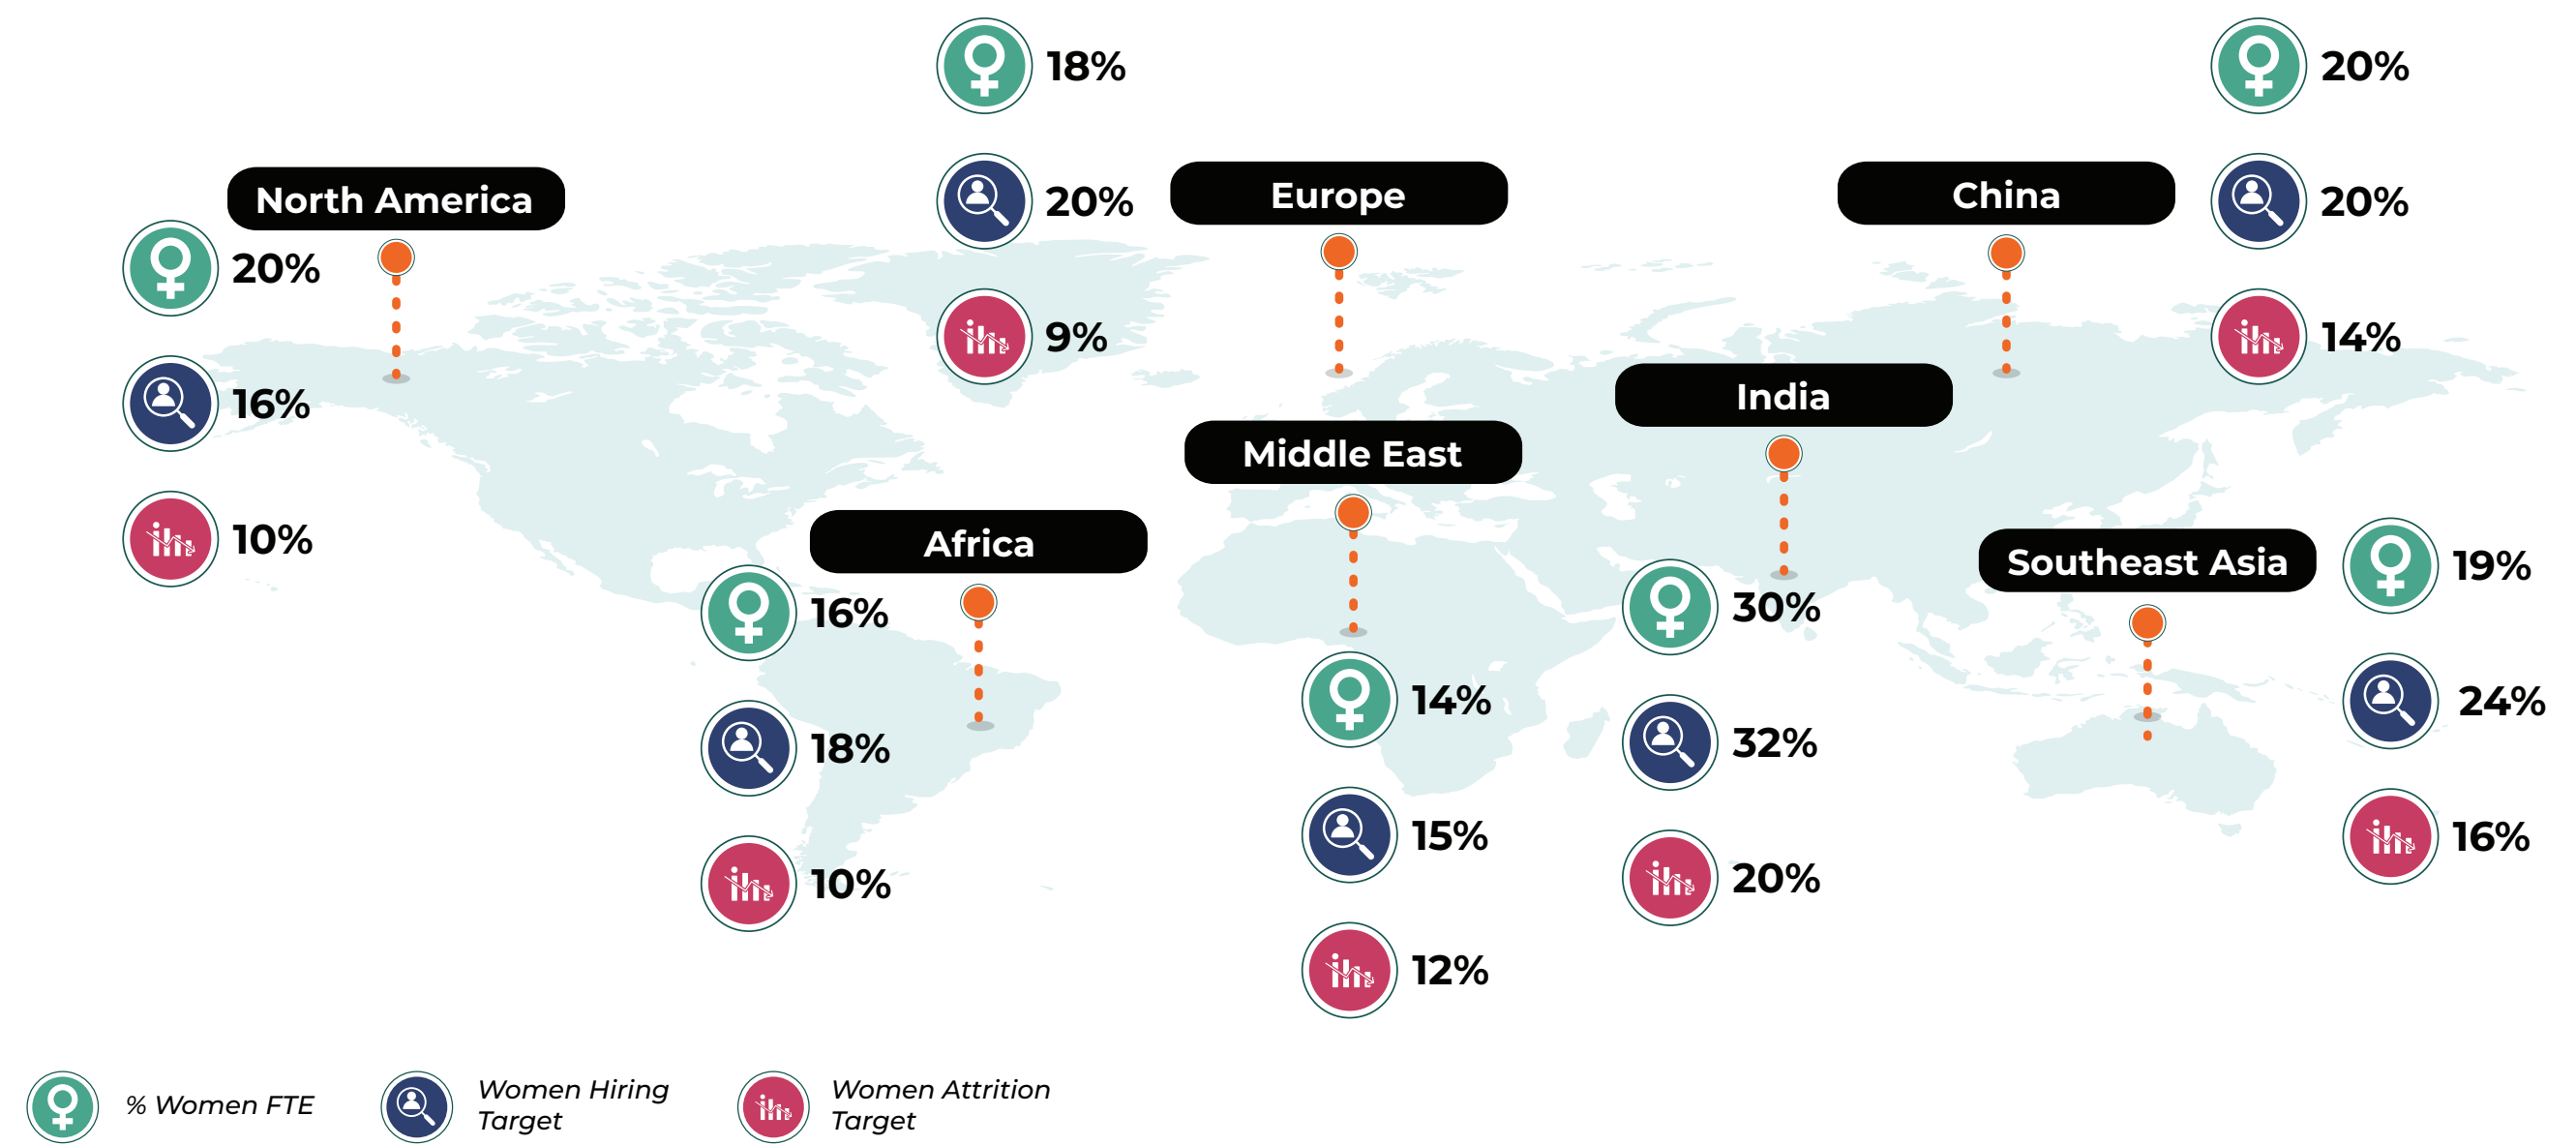 North America
20%
16%
10%
18%
20%
9%
Europe
China
20%
20%
14%
Africa
16%
18%
10%
Middle East
14%
15%
12%
India
30%
32%
20%
Southeast Asia
19%
24%
16%
% Women FTE
Women Hiring
Target
Women Attrition
Target